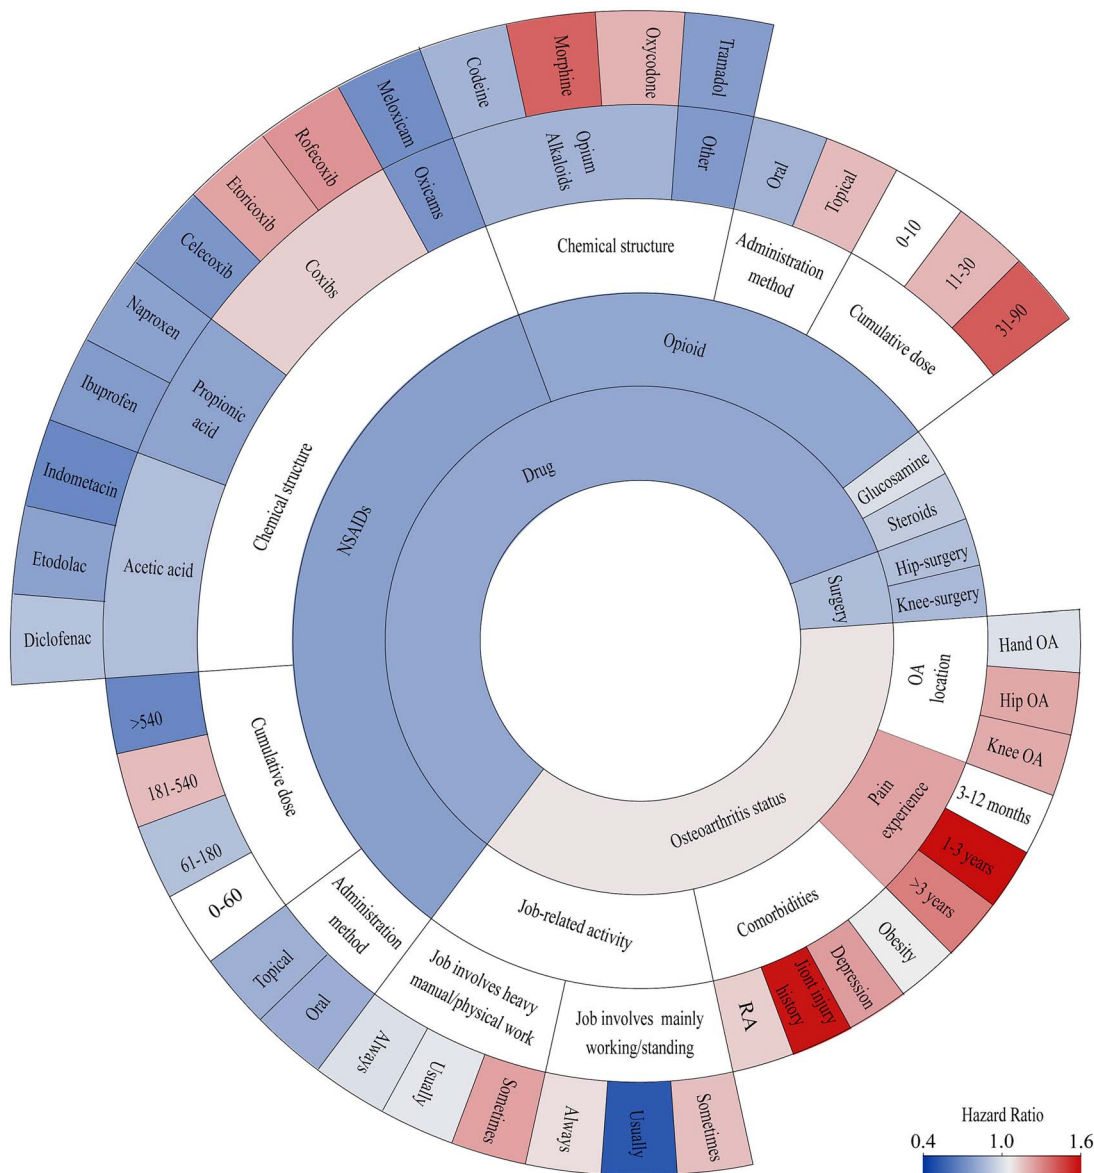 Drug
Surgery
Osteoarthritis status
NSAIDs
Opioid
Glucosamine
Steroids
Hip-surgery
Knee-surgery
Chemical structure
Acetic acid
Diclofenac
Etodolac
Indometacin
Propionic
acid
Ibuprofen
Naproxen
Coxibs
Celecoxib
Etoricoxib
Rofecoxib
Oxicams
Meloxicam
Chemical structure
Opium
Alkaloids
Codeine
Morphine
Oxycodone
Other
Tramadol
Administration
method
Oral
Topical
Cumulative dose
0-10
11-30
31-90
OA
location
Hand OA
Hip OA
Knee OA
Pain
experience
3-12 months
1-3 years
>3 years
Comorbidities
Obesity
Depression
Jiont injury
history
RA
Job-related activity
Job involves mainly
working/standing
Sometimes
Usually
Always
Job involves heavy
manual/physical work
Sometimes
Usually
Always
Administration
method
Oral
Topical
Cumulative dose
0-60
61-180
181-540
>540
Hazard Ratio
0.4 1.0 1.6